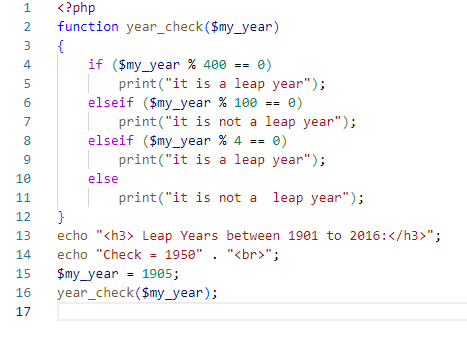 1 <?php
2 function year_check($my_year)
3 {
4     if ($my_year % 400 == 0)
5         print("it is a leap year");
6     elseif ($my_year % 100 == 0)
7         print("it is not a leap year");
8     elseif ($my_year % 4 == 0)
9         print("it is a leap year");
10     else
11         print("it is not a  leap year");
12 }
13 echo "<h3> Leap Years between 1901 to 2016:</h3>";
14 echo "Check = 1950" . "<br>";
15 $my_year = 1905;
16 year_check($my_year);
17